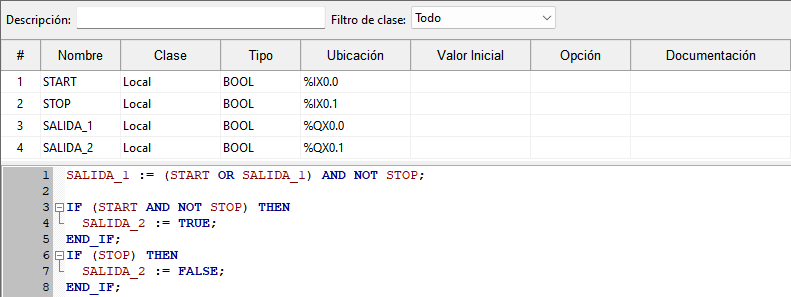 Descripción: Filtro de clase: Todo
# Nombre Clase Tipo Ubicación Valor Inicial Opción Documentación
1 START Local BOOL %IX0.0
2 STOP Local BOOL %IX0.1
3 SALIDA_1 Local BOOL %QX0.0
4 SALIDA_2 Local BOOL %QX0.1
1 SALIDA_1 := (START OR SALIDA_1) AND NOT STOP;
2
3 IF (START AND NOT STOP) THEN
4 SALIDA_2 := TRUE;
5 END_IF;
6 IF (STOP) THEN
7 SALIDA_2 := FALSE;
8 END_IF;